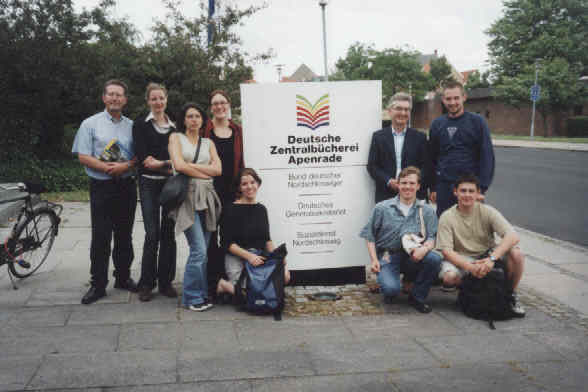 Deutsche
Zentralbücherei
Apenrade
Bund deutscher
Nordschleswiger
Deutsches
Generalsekretariat
Sozialdienst
Nordschleswig